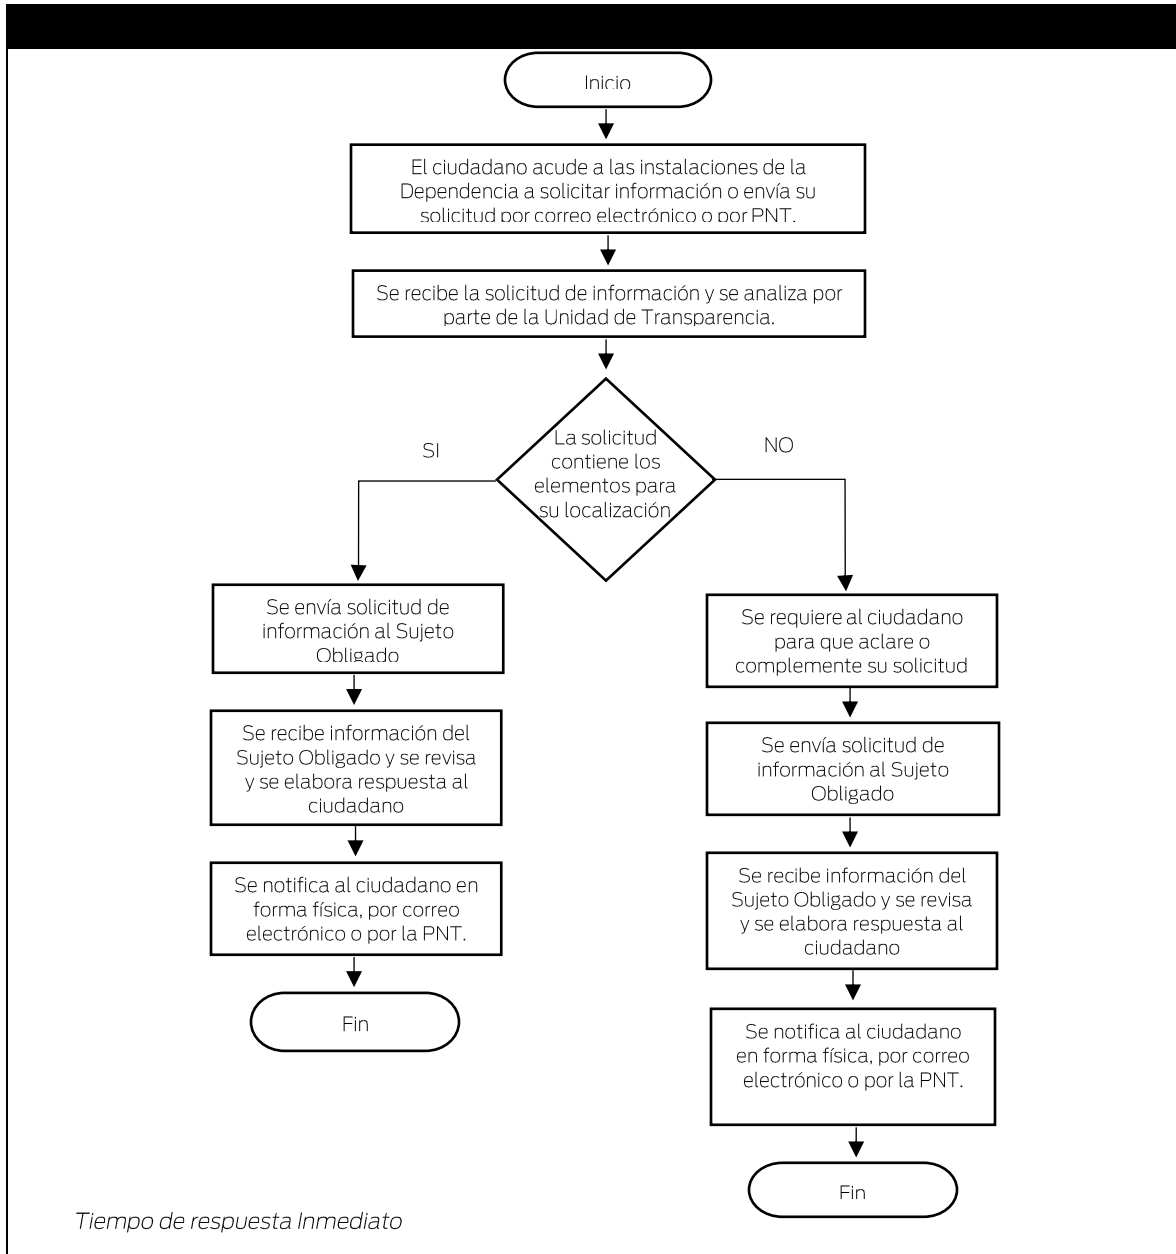 Inicio
El ciudadano acude a las instalaciones de la
Dependencia a solicitar información o envía su
solicitud por correo electrónico o por PNT.
Se recibe la solicitud de información y se analiza por
parte de la Unidad de Transparencia.
La solicitud
contiene los
elementos para
su localización
SI
NO
Se envía solicitud de
información al Sujeto
Obligado
Se recibe información del
Sujeto Obligado y se revisa
y se elabora respuesta al
ciudadano
Se notifica al ciudadano en
forma física, por correo
electrónico o por la PNT.
Fin
Se requiere al ciudadano
para que aclare o
complemente su solicitud
Se envía solicitud de
información al Sujeto
Obligado
Se recibe información del
Sujeto Obligado y se revisa
y se elabora respuesta al
ciudadano
Se notifica al ciudadano
en forma física, por correo
electrónico o por la PNT.
Fin
Tiempo de respuesta Inmediato